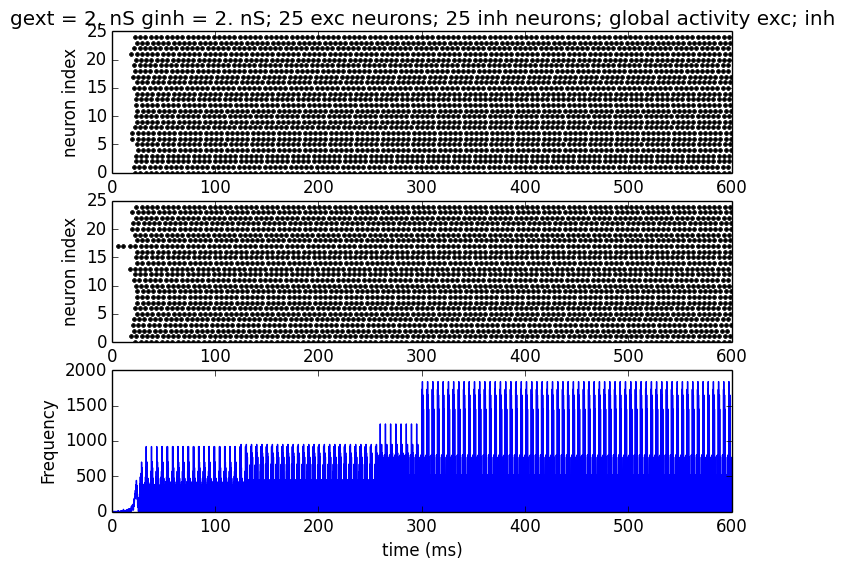 gext = 2. nS ginh = 2. nS; 25 exc neurons; 25 inh neurons; global activity exc; inh
25
20
15
10
5
0
neuron index
0 100 200 300 400 500 600
25
20
15
10
5
0
neuron index
0 100 200 300 400 500 600
2000
1500
1000
500
0
Frequency
0 100 200 300 400 500 600
time (ms)